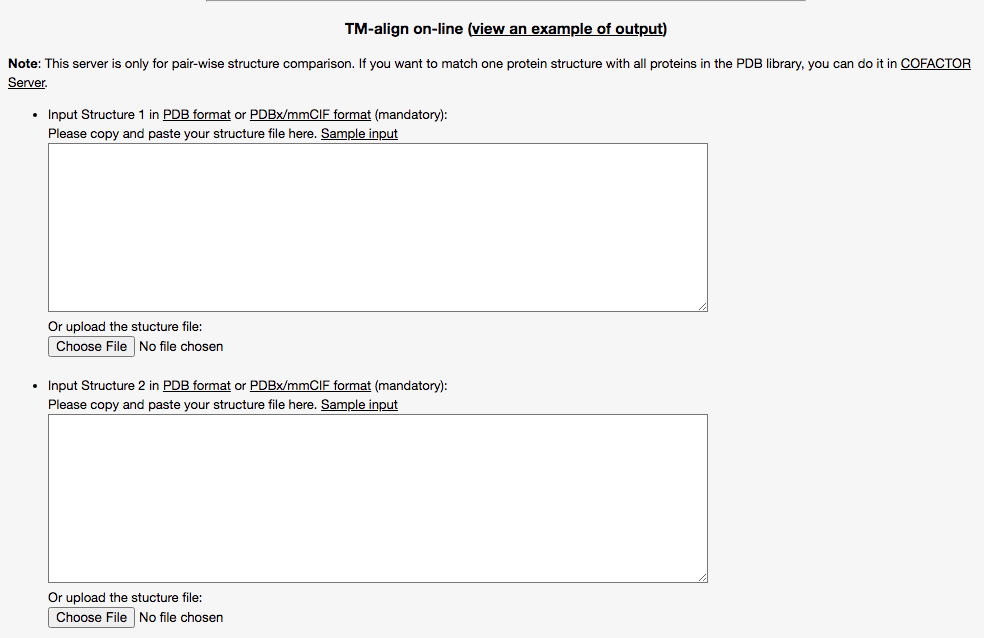 TM-align on-line (view an example of output)
Note: This server is only for pair-wise structure comparison. If you want to match one protein structure with all proteins in the PDB library, you can do it in COFACTOR
Server.
• Input Structure 1 in PDB format or PDBx/mmCIF format (mandatory):
Please copy and paste your structure file here. Sample input
Or upload the stucture file:
Choose File No file chosen
• Input Structure 2 in PDB format or PDBx/mmCIF format (mandatory):
Please copy and paste your structure file here. Sample input
Or upload the stucture file:
Choose File No file chosen